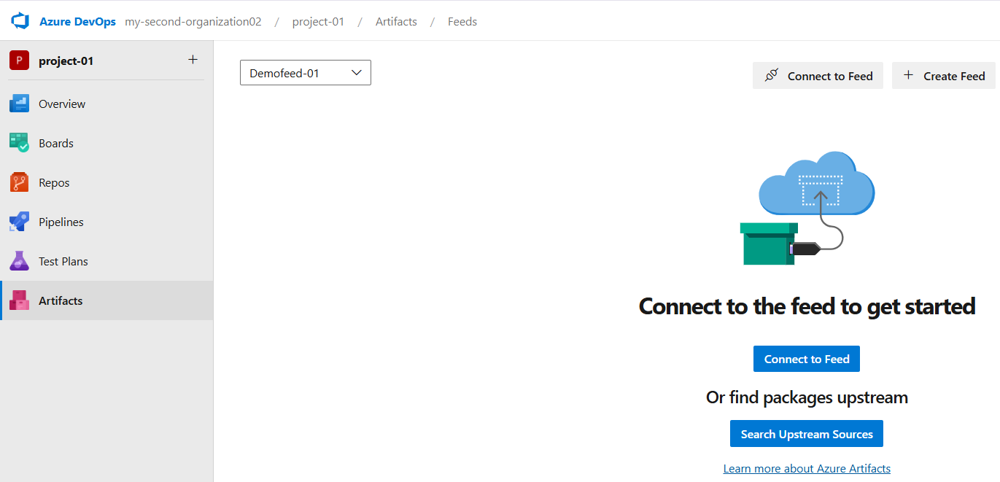 Azure DevOps my-second-organization02 / project-01 / Artifacts / Feeds
P project-01 +
Demofeed-01
Connect to Feed
+ Create Feed
Overview
Boards
Repos
Pipelines
Test Plans
Artifacts
Connect to the feed to get started
Connect to Feed
Or find packages upstream
Search Upstream Sources
Learn more about Azure Artifacts